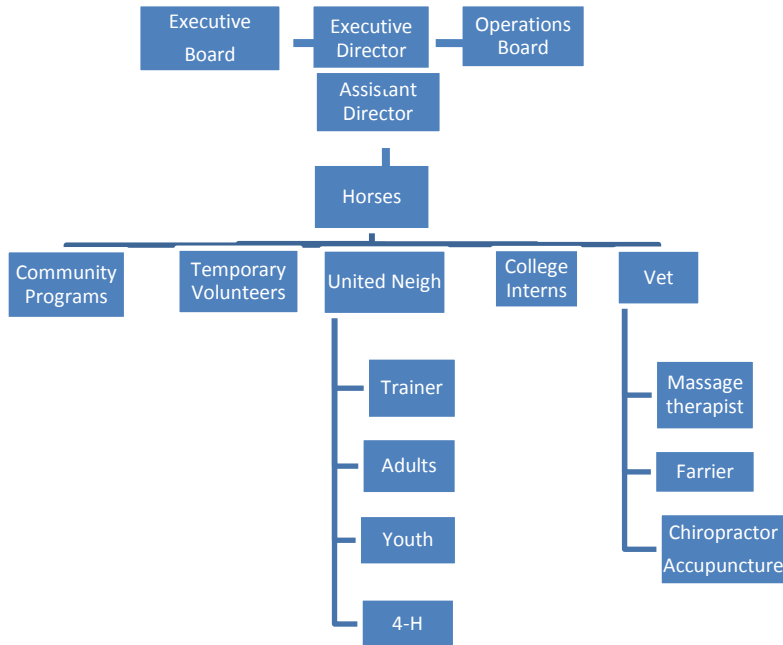 Executive
Board
Executive
Director
Operations
Board
Assistant
Director
Horses
Community
Programs
Temporary
Volunteers
United Neigh
College
Interns
Vet
Trainer
Adults
Youth
4-H
Massage
therapist
Farrier
Chiropractor
Accupuncture